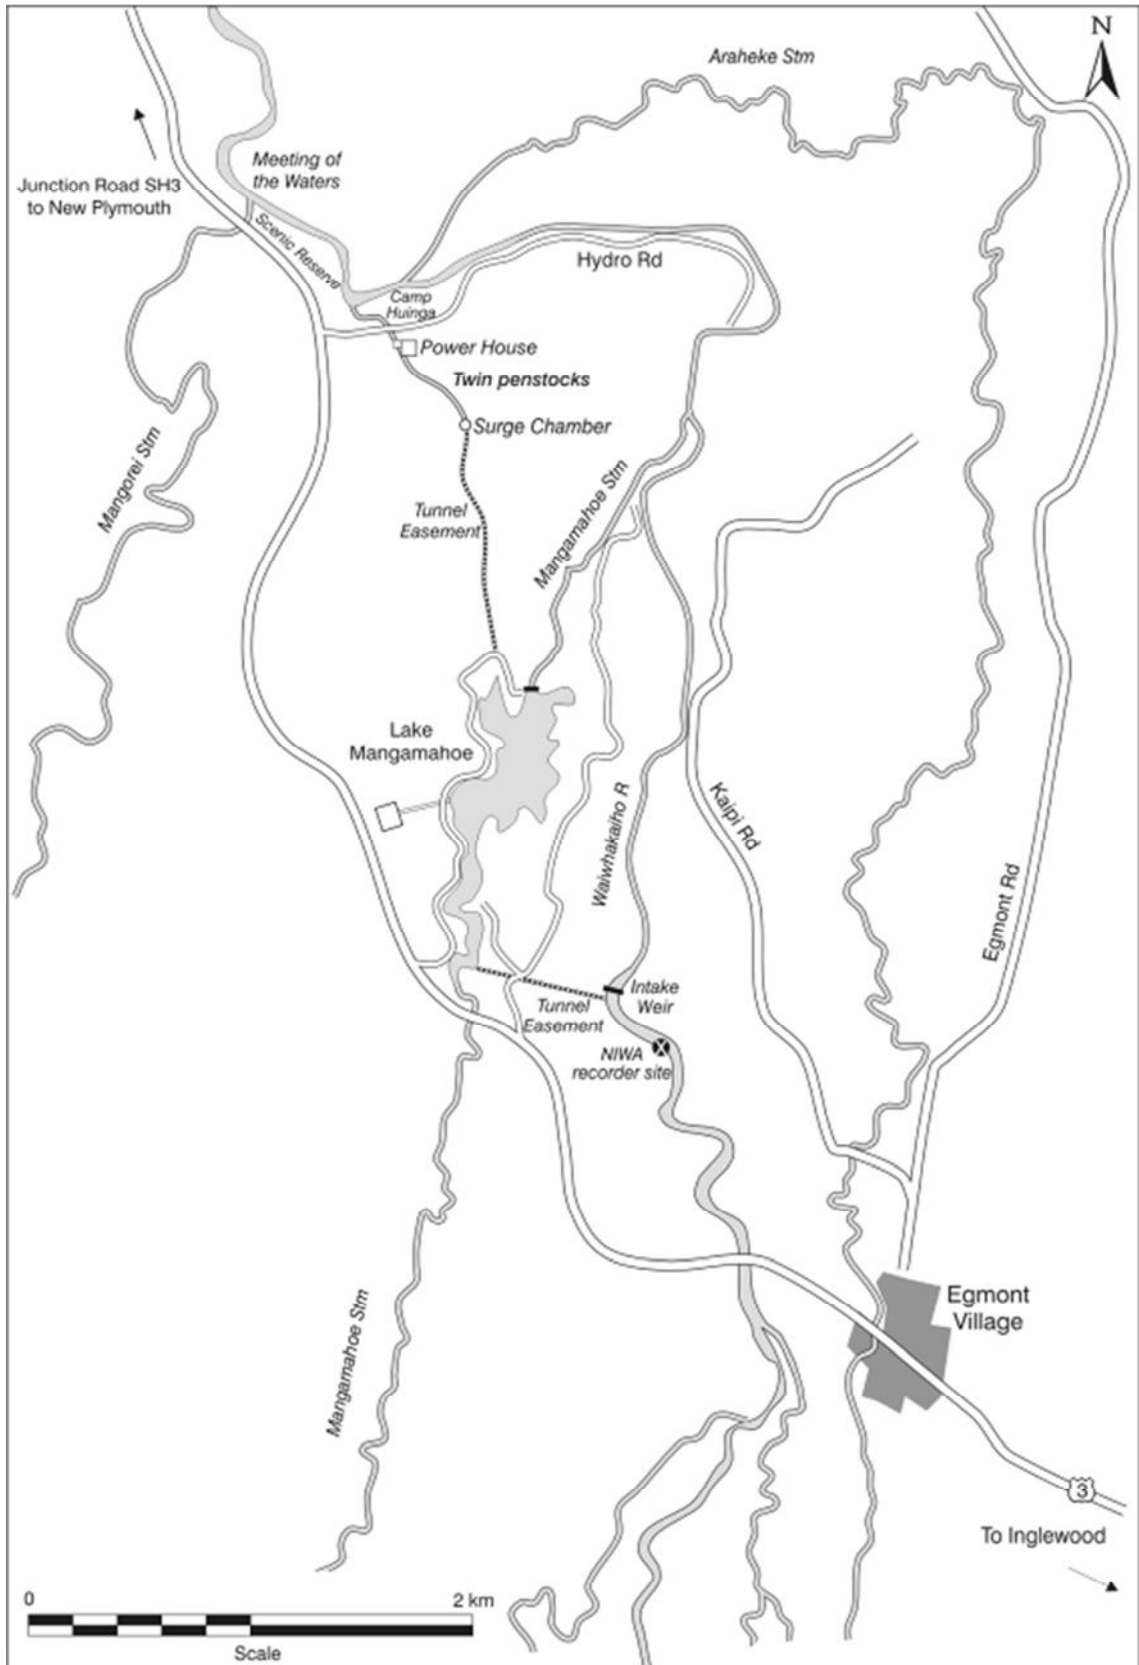 N
Araheke Stm
Meeting of
the Waters
Junction Road SH3
to New Plymouth
Scenic Reserve
Hydro Rd
Camp
Huinga
Power House
Twin penstocks
Surge Chamber
Mangorei Stm
Tunnel
Easement
Mangamahoe Stm
Lake
Mangamahoe
Kaipi Rd
Waiwhakaiho R
Egmont Rd
Intake
Weir
Tunnel
Easement
NIWA
recorder site
Egmont
Village
Mangamahoe Stm
3
To Inglewood
0
2 km
Scale